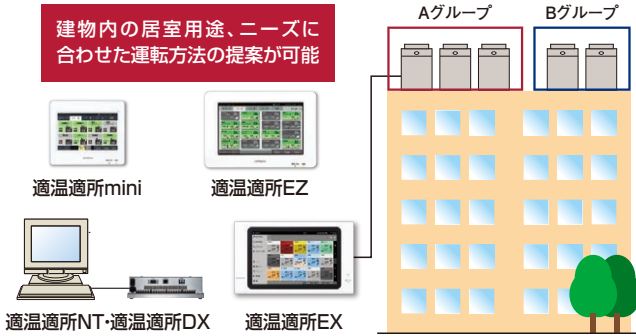 建物内の居室用途、ニーズに
合わせた運転方法の提案が可能
Aグループ
Bグループ
適温適所mini
適温適所EZ
適温適所NT・適温適所DX
適温適所EX